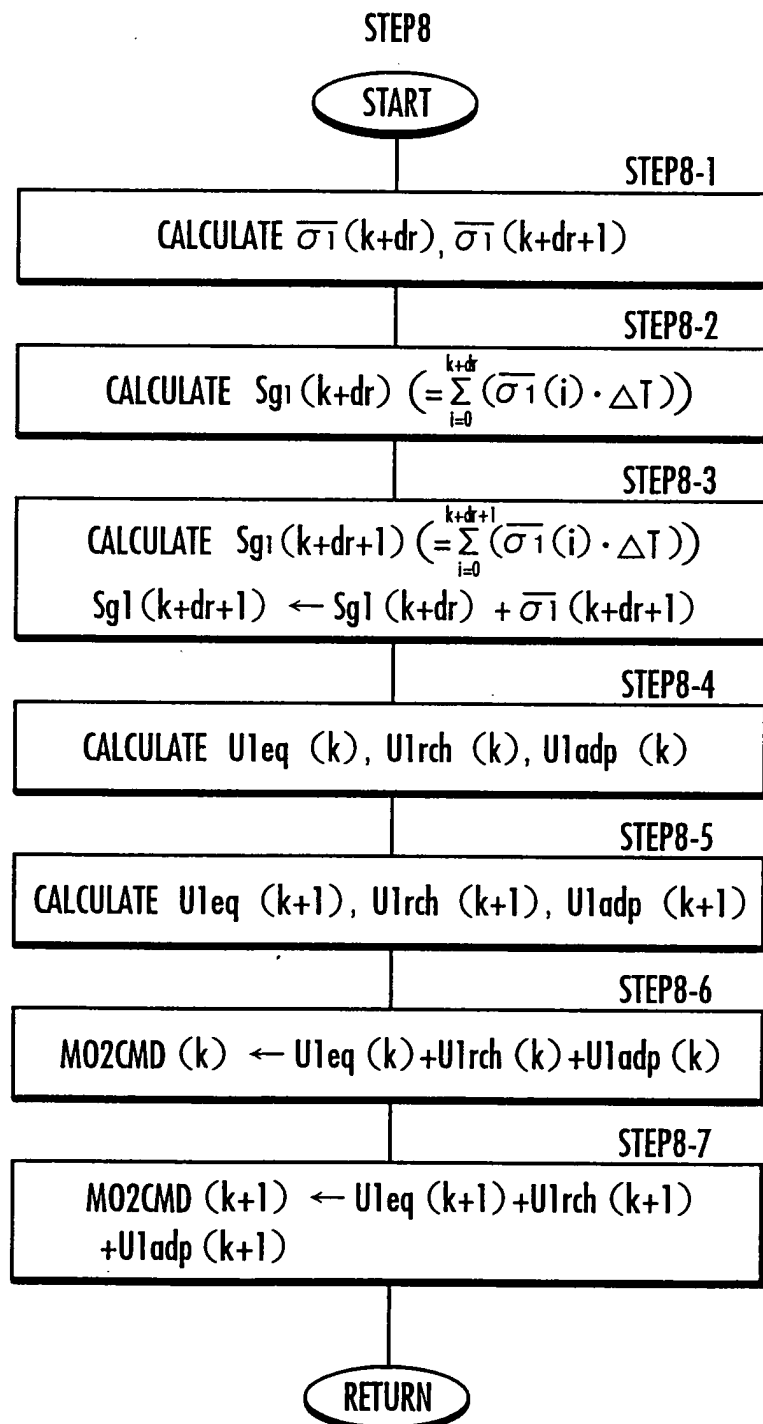 STEP8
START
STEP8-1
CALCULATE σ̅1(k+dr), σ̅1(k+dr+1)
STEP8-2
CALCULATE Sg1(k+dr) (=∑_{i=0}^{k+dr}(σ̅1(i)·△T))
STEP8-3
CALCULATE Sg1(k+dr+1) (=∑_{i=0}^{k+dr+1}(σ̅1(i)·△T))
Sg1(k+dr+1) ← Sg1(k+dr) + σ̅1(k+dr+1)
STEP8-4
CALCULATE U1eq (k), U1rch (k), U1adp (k)
STEP8-5
CALCULATE U1eq (k+1), U1rch (k+1), U1adp (k+1)
STEP8-6
MO2CMD (k) ← U1eq (k)+U1rch (k)+U1adp (k)
STEP8-7
MO2CMD (k+1) ← U1eq (k+1)+U1rch (k+1)
+U1adp (k+1)
RETURN